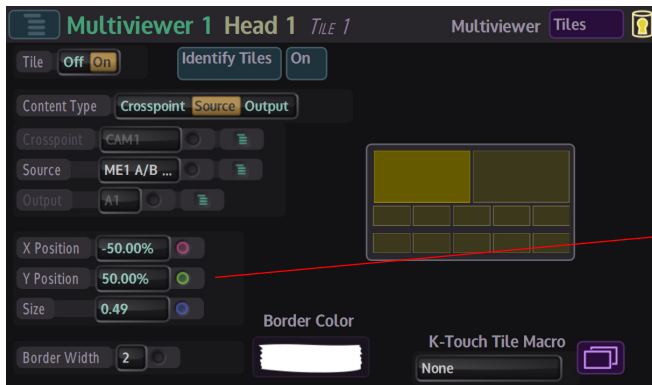 Multiviewer 1 Head 1 TILE 1 Multiviewer Tiles
Tile Off On Identify Tiles On
Content Type Crosspoint Source Output
Crosspoint CAM1
Source ME1 A/B ...
Output A1
X Position -50.00%
Y Position 50.00%
Size 0.49
Border Color
Border Width 2
K-Touch Tile Macro
None